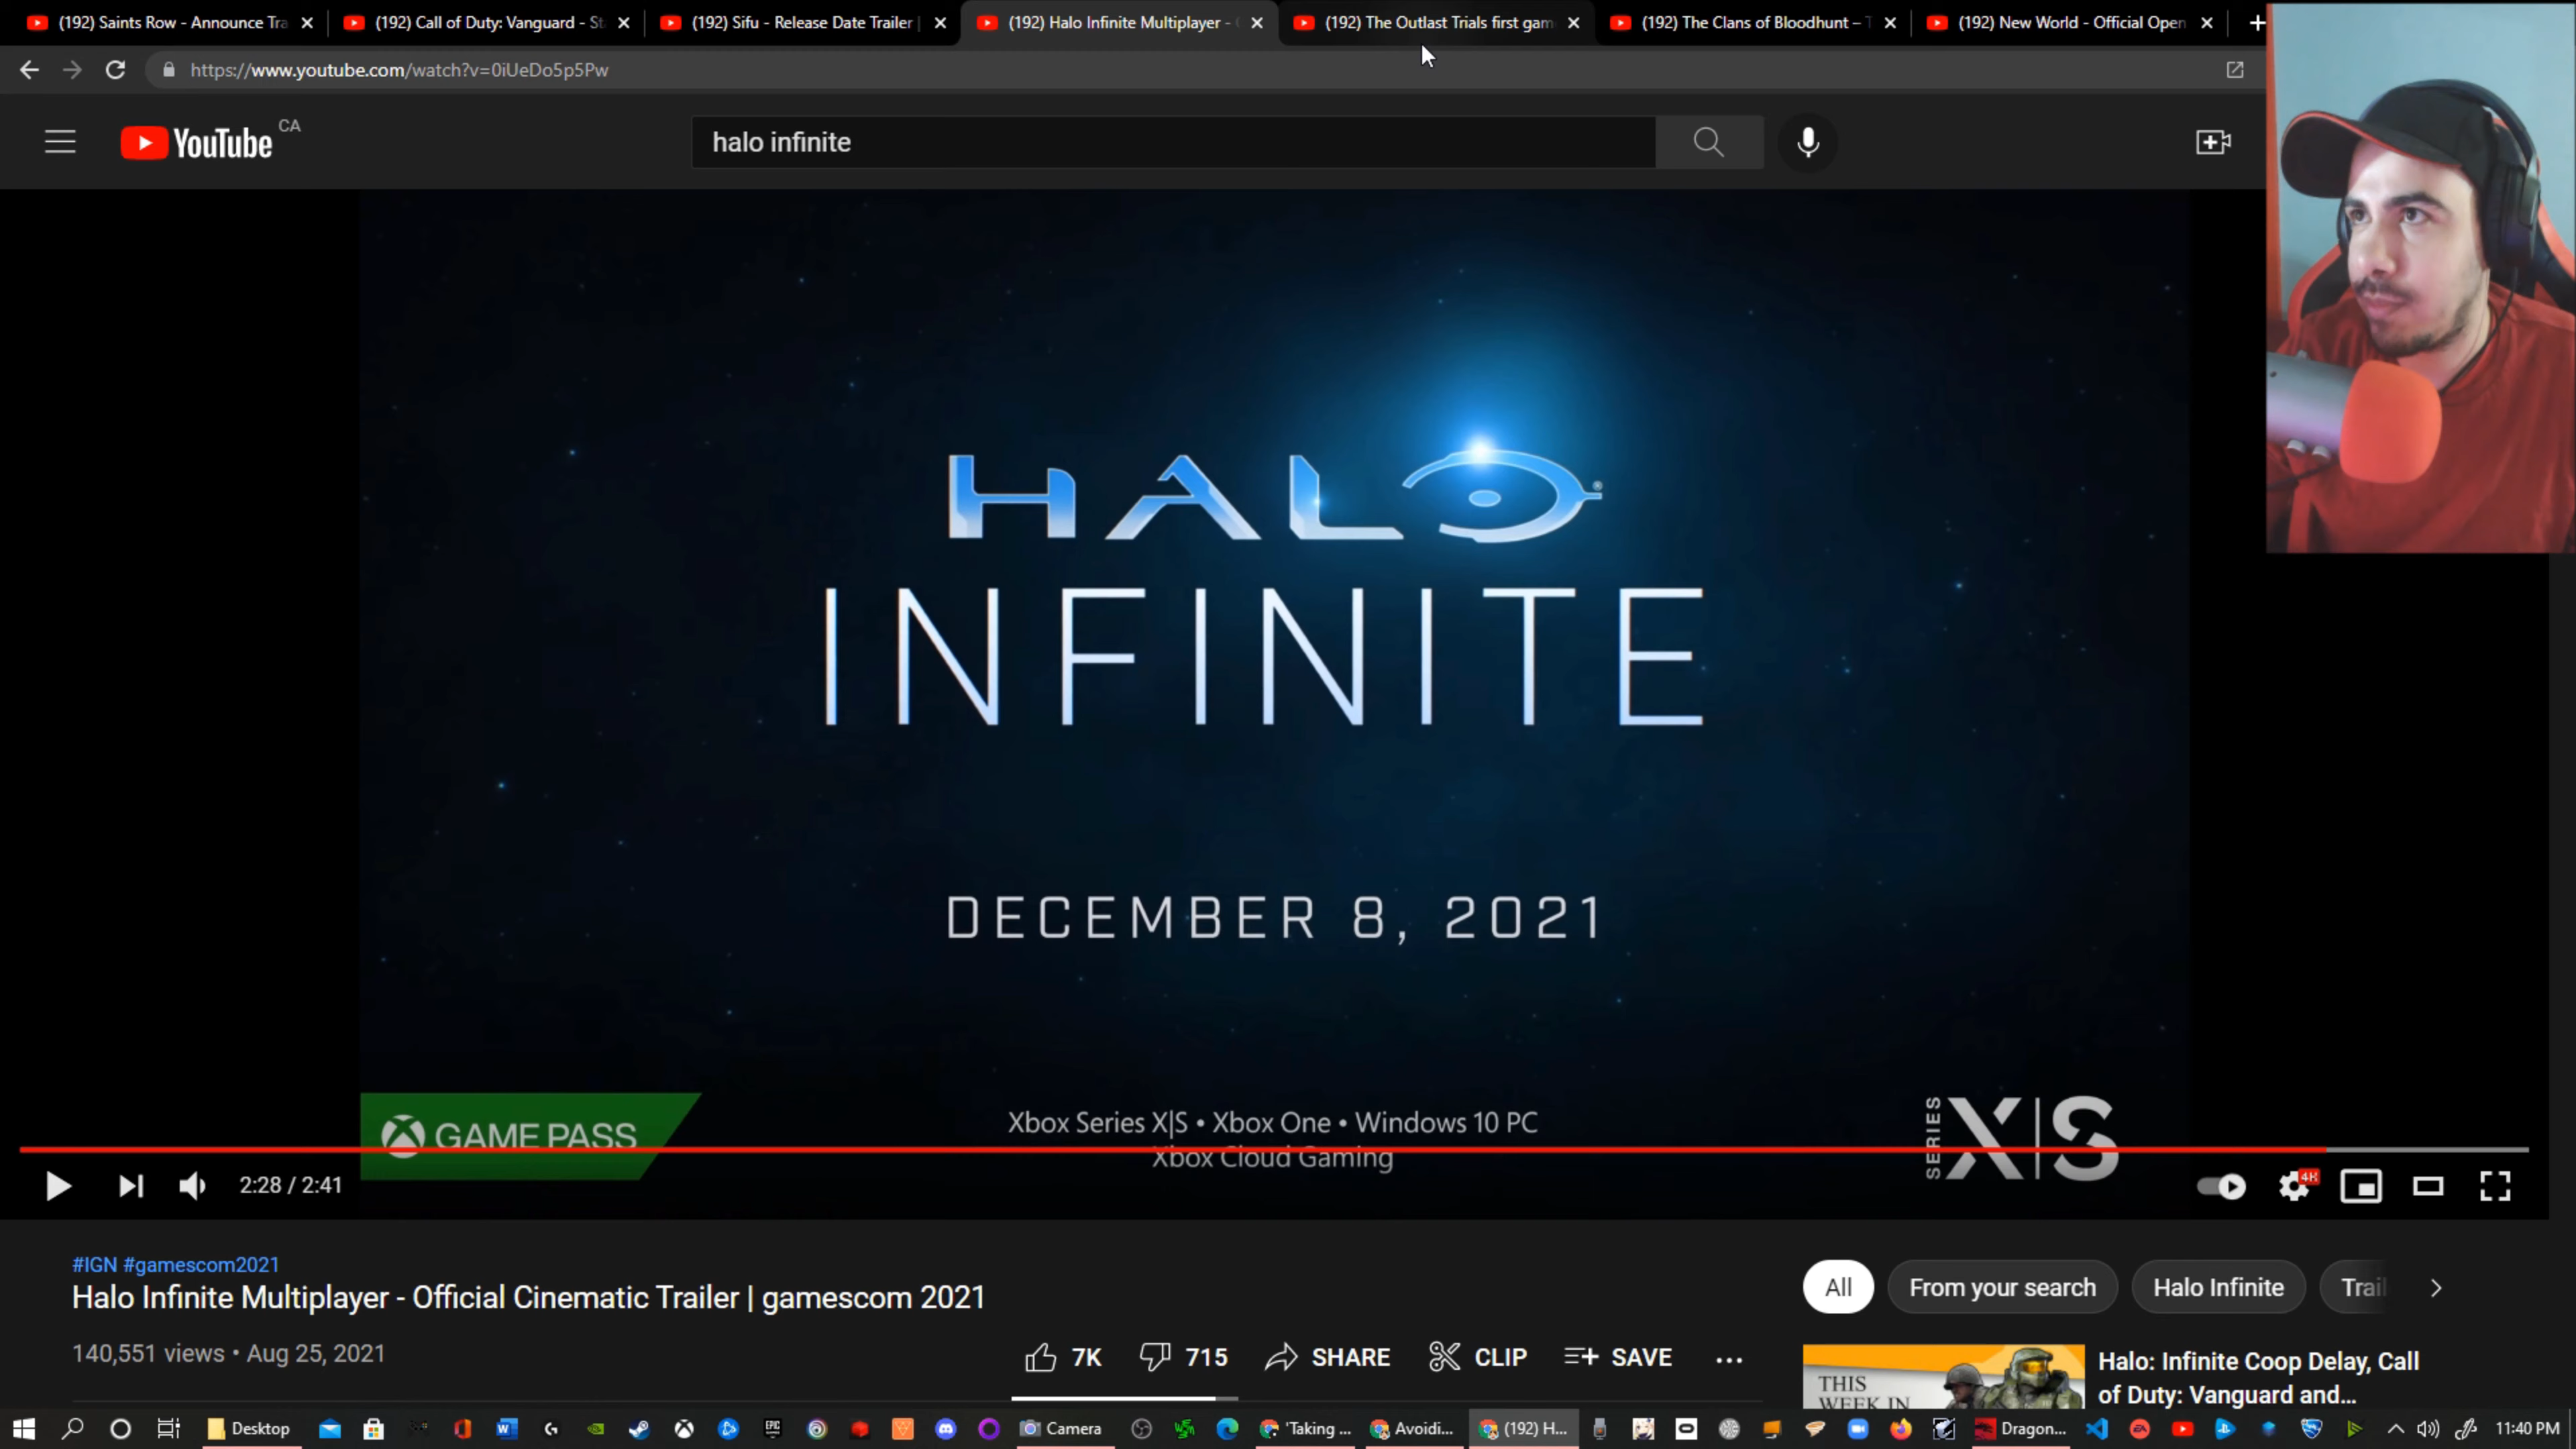 (192) Saints Row - Announce Tra
(192) Call of Duty: Vanguard - St
(192) Sifu - Release Date Trailer |
(192) Halo Infinite Multiplayer -
(192) The Outlast Trials first gam
(192) The Clans of Bloodhunt – T
(192) New World - Official Open
https://www.youtube.com/watch?v=0iUeDo5p5Pw
YouTube CA
halo infinite
HALO
INFINITE
DECEMBER 8, 2021
GAME PASS
Xbox Series X|S • Xbox One • Windows 10 PC
Xbox Cloud Gaming
SERIES X|S
2:28 / 2:41
4K
#IGN #gamescom2021
Halo Infinite Multiplayer - Official Cinematic Trailer | gamescom 2021
140,551 views • Aug 25, 2021
7K
715
SHARE
CLIP
SAVE
All
From your search
Halo Infinite
Trail
THIS
WEEK IN
Halo: Infinite Coop Delay, Call
of Duty: Vanguard and...
Desktop
Camera
'Taking ...
Avoidi...
(192) H...
Dragon...
11:40 PM